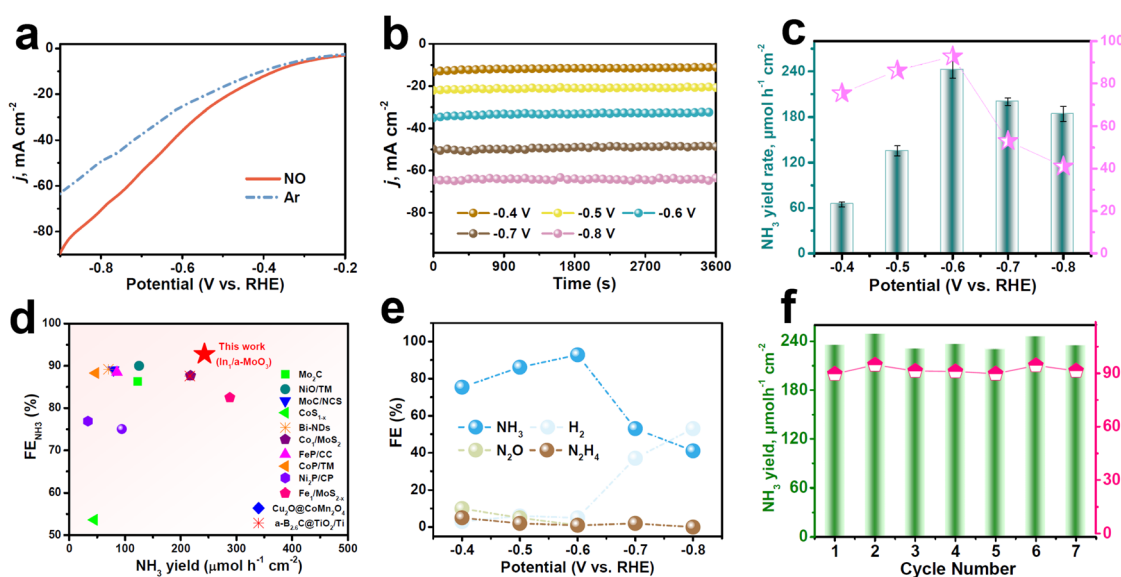 a
0
-20
-40
-60
-80
j, mA cm-2
NO
Ar
-0.8
-0.6
-0.4
-0.2
Potential (V vs. RHE)
b
0
-20
-40
-60
-80
j, mA cm-2
-0.4 V
-0.5 V
-0.6 V
-0.7 V
-0.8 V
0
900
1800
2700
3600
Time (s)
c
240
180
120
60
0
NH3 yield rate, μmol h-1 cm-2
100
80
60
40
20
0
-0.4
-0.5
-0.6
-0.7
-0.8
Potential (V vs. RHE)
d
100
95
90
85
80
75
70
65
60
55
50
FENH3 (%)
This work
(In1/a-MoO3)
Mo2C
NiO/TM
MoC/NCS
CoS1-x
Bi-NDs
Co1/MoS2
FeP/CC
CoP/TM
Ni2P/CP
Fe1/MoS2-x
Cu2O@CoMn2O4
0
100
200
300
400
500
NH3 yield (μmol h-1 cm-2)
e
100
80
60
40
20
0
FE (%)
NH3
H2
N2O
N2H4
-0.4
-0.5
-0.6
-0.7
-0.8
Potential (V vs. RHE)
f
240
180
120
60
0
NH3 yield, μmolh-1 cm-2
90
60
30
0
1
2
3
4
5
6
7
Cycle Number